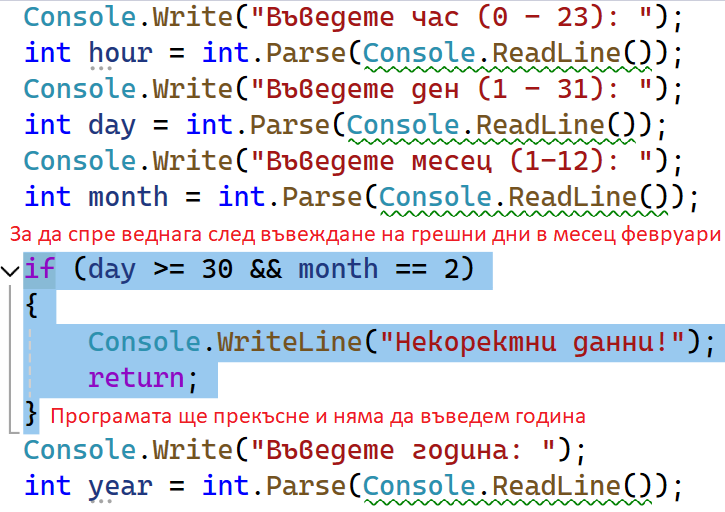 Console.Write("Въведете час (0 - 23): ");
int hour = int.Parse(Console.ReadLine());
Console.Write("Въведете ден (1 - 31): ");
int day = int.Parse(Console.ReadLine());
Console.Write("Въведете месец (1-12): ");
int month = int.Parse(Console.ReadLine());
За да спре веднага след въвеждане на грешни дни в месец февруари
if (day >= 30 && month == 2)
{
Console.WriteLine("Некоректни данни!");
return;
} Програмата ще прекъсне и няма да въведем година
Console.Write("Въведете година: ");
int year = int.Parse(Console.ReadLine());